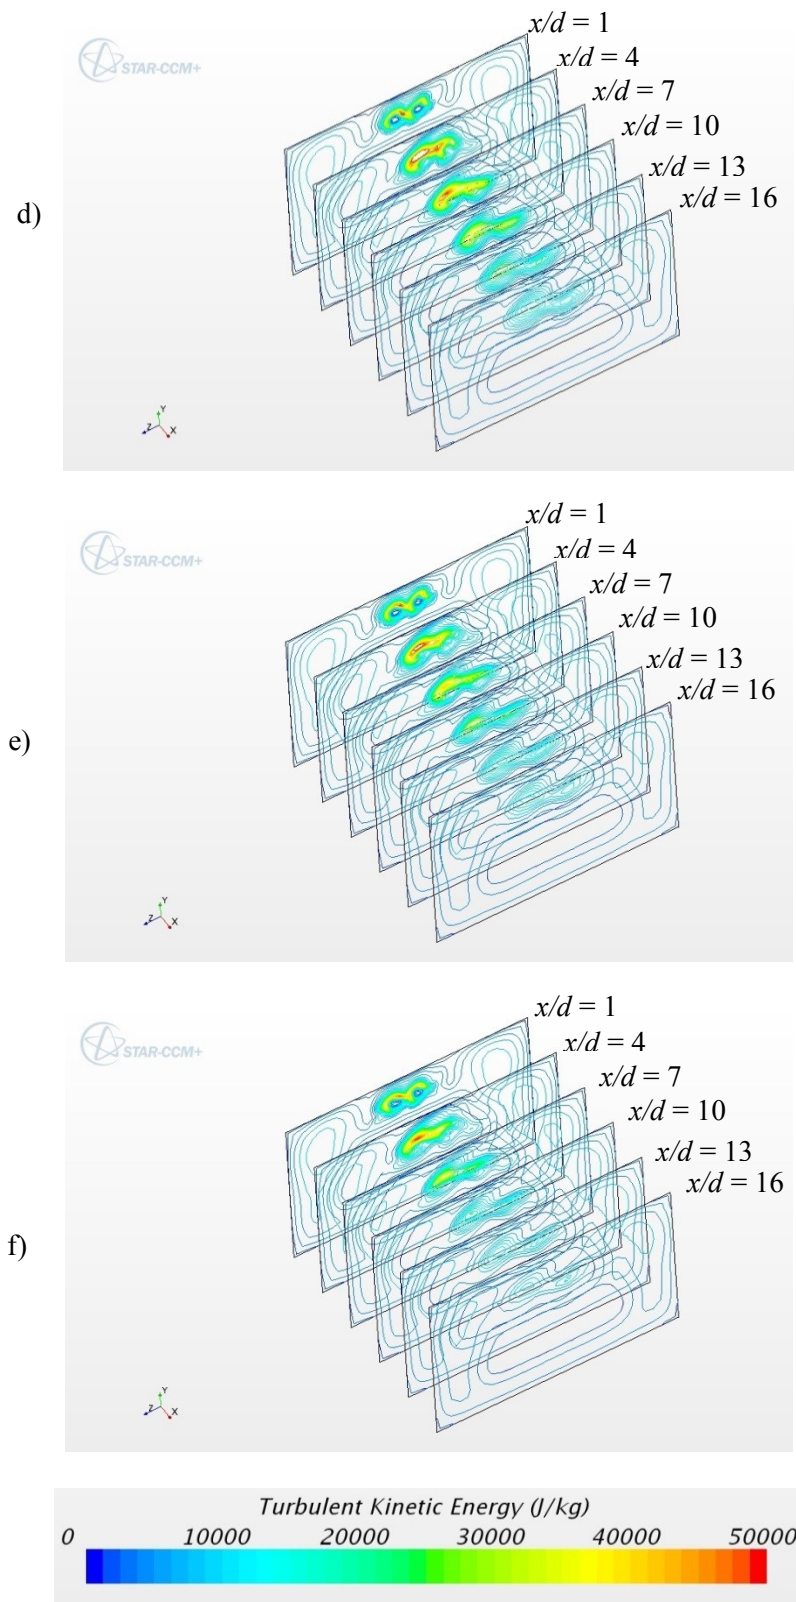 x/d = 1
x/d = 4
x/d = 7
x/d = 10
x/d = 13
x/d = 16
STAR-CCM+
d)
Y
Z X
x/d = 1
x/d = 4
x/d = 7
x/d = 10
x/d = 13
x/d = 16
STAR-CCM+
e)
Y
Z X
x/d = 1
x/d = 4
x/d = 7
x/d = 10
x/d = 13
x/d = 16
STAR-CCM+
f)
Y
Z X
Turbulent Kinetic Energy (J/kg)
0 10000 20000 30000 40000 50000